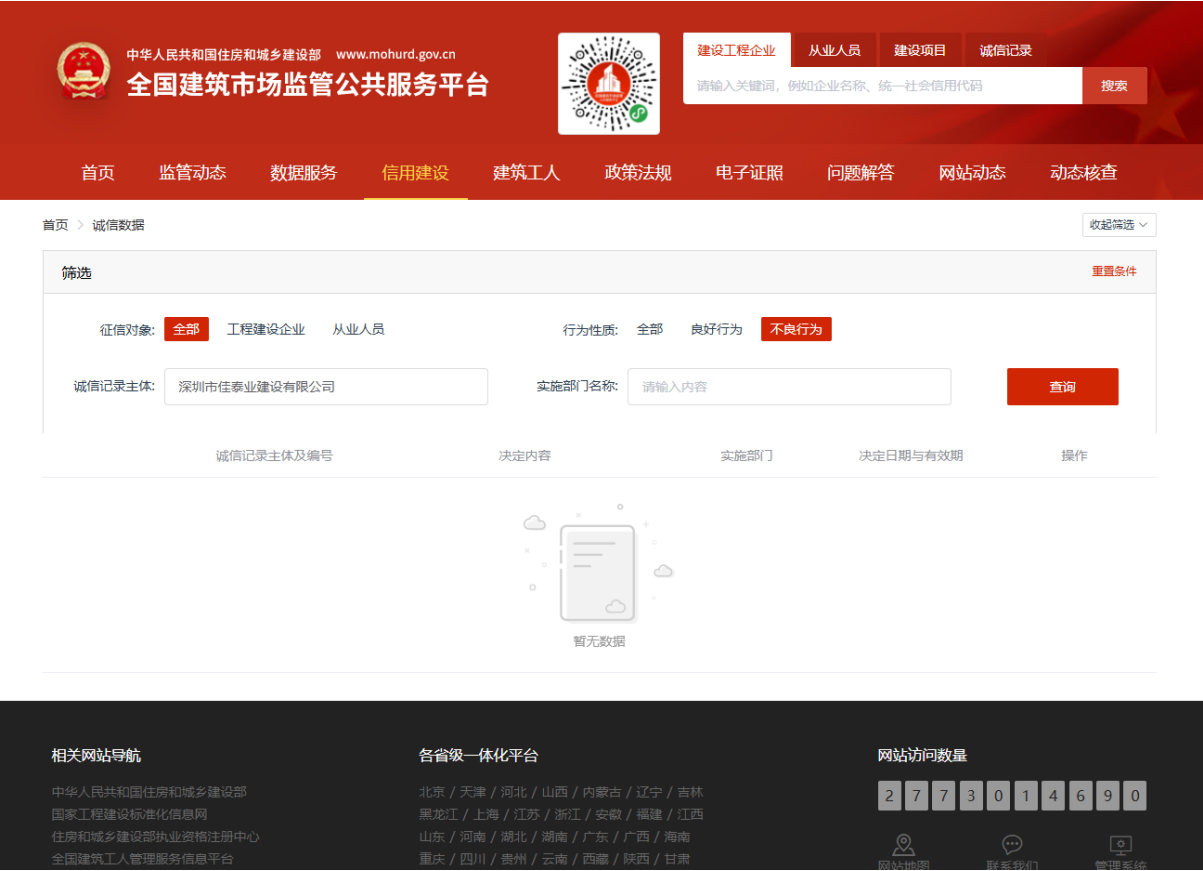 中华人民共和国住房和城乡建设部 www.mohurd.gov.cn
全国建筑市场监管公共服务平台
建设工程企业 从业人员 建设项目 诚信记录
请输入关键词，例如企业名称、统一社会信用代码 搜索
首页 监管动态 数据服务 信用建设 建筑工人 政策法规 电子证照 问题解答 网站动态 动态核查
首页 > 诚信数据 收起筛选
筛选 重置条件
征信对象: 全部 工程建设企业 从业人员 行为性质: 全部 良好行为 不良行为
诚信记录主体: 深圳市佳泰业建设有限公司 实施部门名称: 请输入内容 查询
诚信记录主体及编号 决定内容 实施部门 决定日期与有效期 操作
暂无数据
相关网站导航 各省级一体化平台 网站访问数量
中华人民共和国住房和城乡建设部 北京 / 天津 / 河北 / 山西 / 内蒙古 / 辽宁 / 吉林
2 7 7 3 0 1 4 6 9 0
国家工程建设标准化信息网 黑龙江 / 上海 / 江苏 / 浙江 / 安徽 / 福建 / 江西
住房和城乡建设部执业资格注册中心 山东 / 河南 / 湖北 / 湖南 / 广东 / 广西 / 海南
全国建筑工人管理服务信息平台 重庆 / 四川 / 贵州 / 云南 / 西藏 / 陕西 / 甘肃
网站地图 联系我们 管理系统